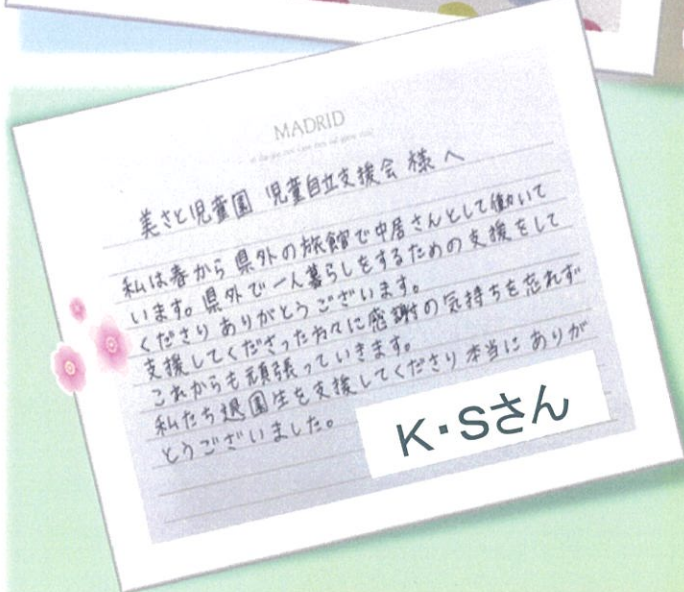 MADRID
美さと児童園 児童自立支援会 様へ
私は春から 県外の旅館で中居さんとして働いて
います。県外で一人暮らしをするための支援をして
くださり ありがとうございます。
支援してくださった方々に感謝の気持ちを忘れず
これからも頑張っていきます。
私たち退園生を支援してくださり本当に ありが
とうございました。
K・Sさん